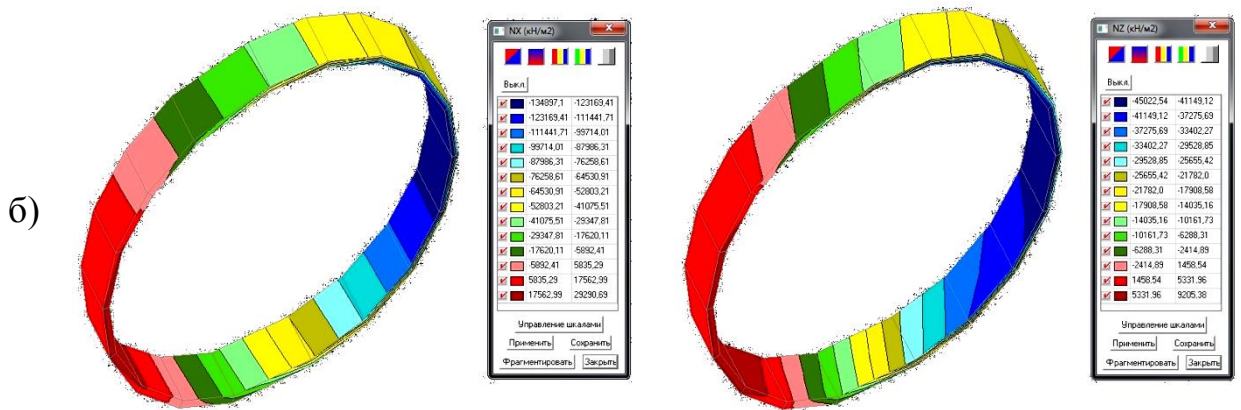 б)
NX (кН/м2)
Выкл.
-134897,1 -123169,41
-123169,41 -111441,71
-111441,71 -99714,01
-99714,01 -87986,31
-87986,31 -76258,61
-76258,61 -64530,91
-64530,91 -52803,21
-52803,21 -41075,51
-41075,51 -29347,81
-29347,81 -17620,11
-17620,11 -5892,41
-5892,41 5835,29
5835,29 17562,99
17562,99 29290,69
Управление шкалами
Применить Сохранить
Фрагментировать Закрыть
NZ (кН/м2)
Выкл.
-45022,54 -41149,12
-41149,12 -37275,69
-37275,69 -33402,27
-33402,27 -29528,85
-29528,85 -25655,42
-25655,42 -21782,0
-21782,0 -17908,58
-17908,58 -14035,16
-14035,16 -10161,73
-10161,73 -6288,31
-6288,31 -2414,89
-2414,89 1458,54
1458,54 5331,96
5331,96 9205,38
Управление шкалами
Применить Сохранить
Фрагментировать Закрыть